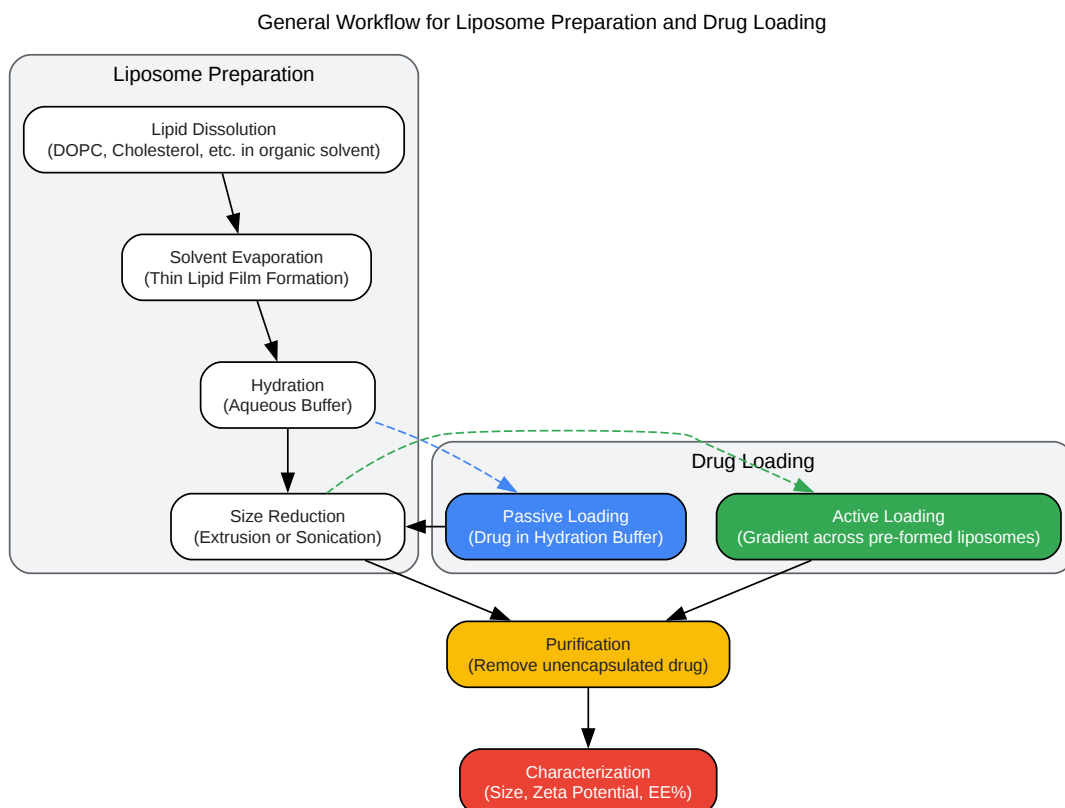 General Workflow for Liposome Preparation and Drug Loading
Liposome Preparation
Lipid Dissolution
(DOPC, Cholesterol, etc. in organic solvent)
Solvent Evaporation
(Thin Lipid Film Formation)
Hydration
(Aqueous Buffer)
Drug Loading
Size Reduction
(Extrusion or Sonication)
Passive Loading
(Drug in Hydration Buffer)
Active Loading
(Gradient across pre-formed liposomes)
Purification
(Remove unencapsulated drug)
Characterization
(Size, Zeta Potential, EE%)